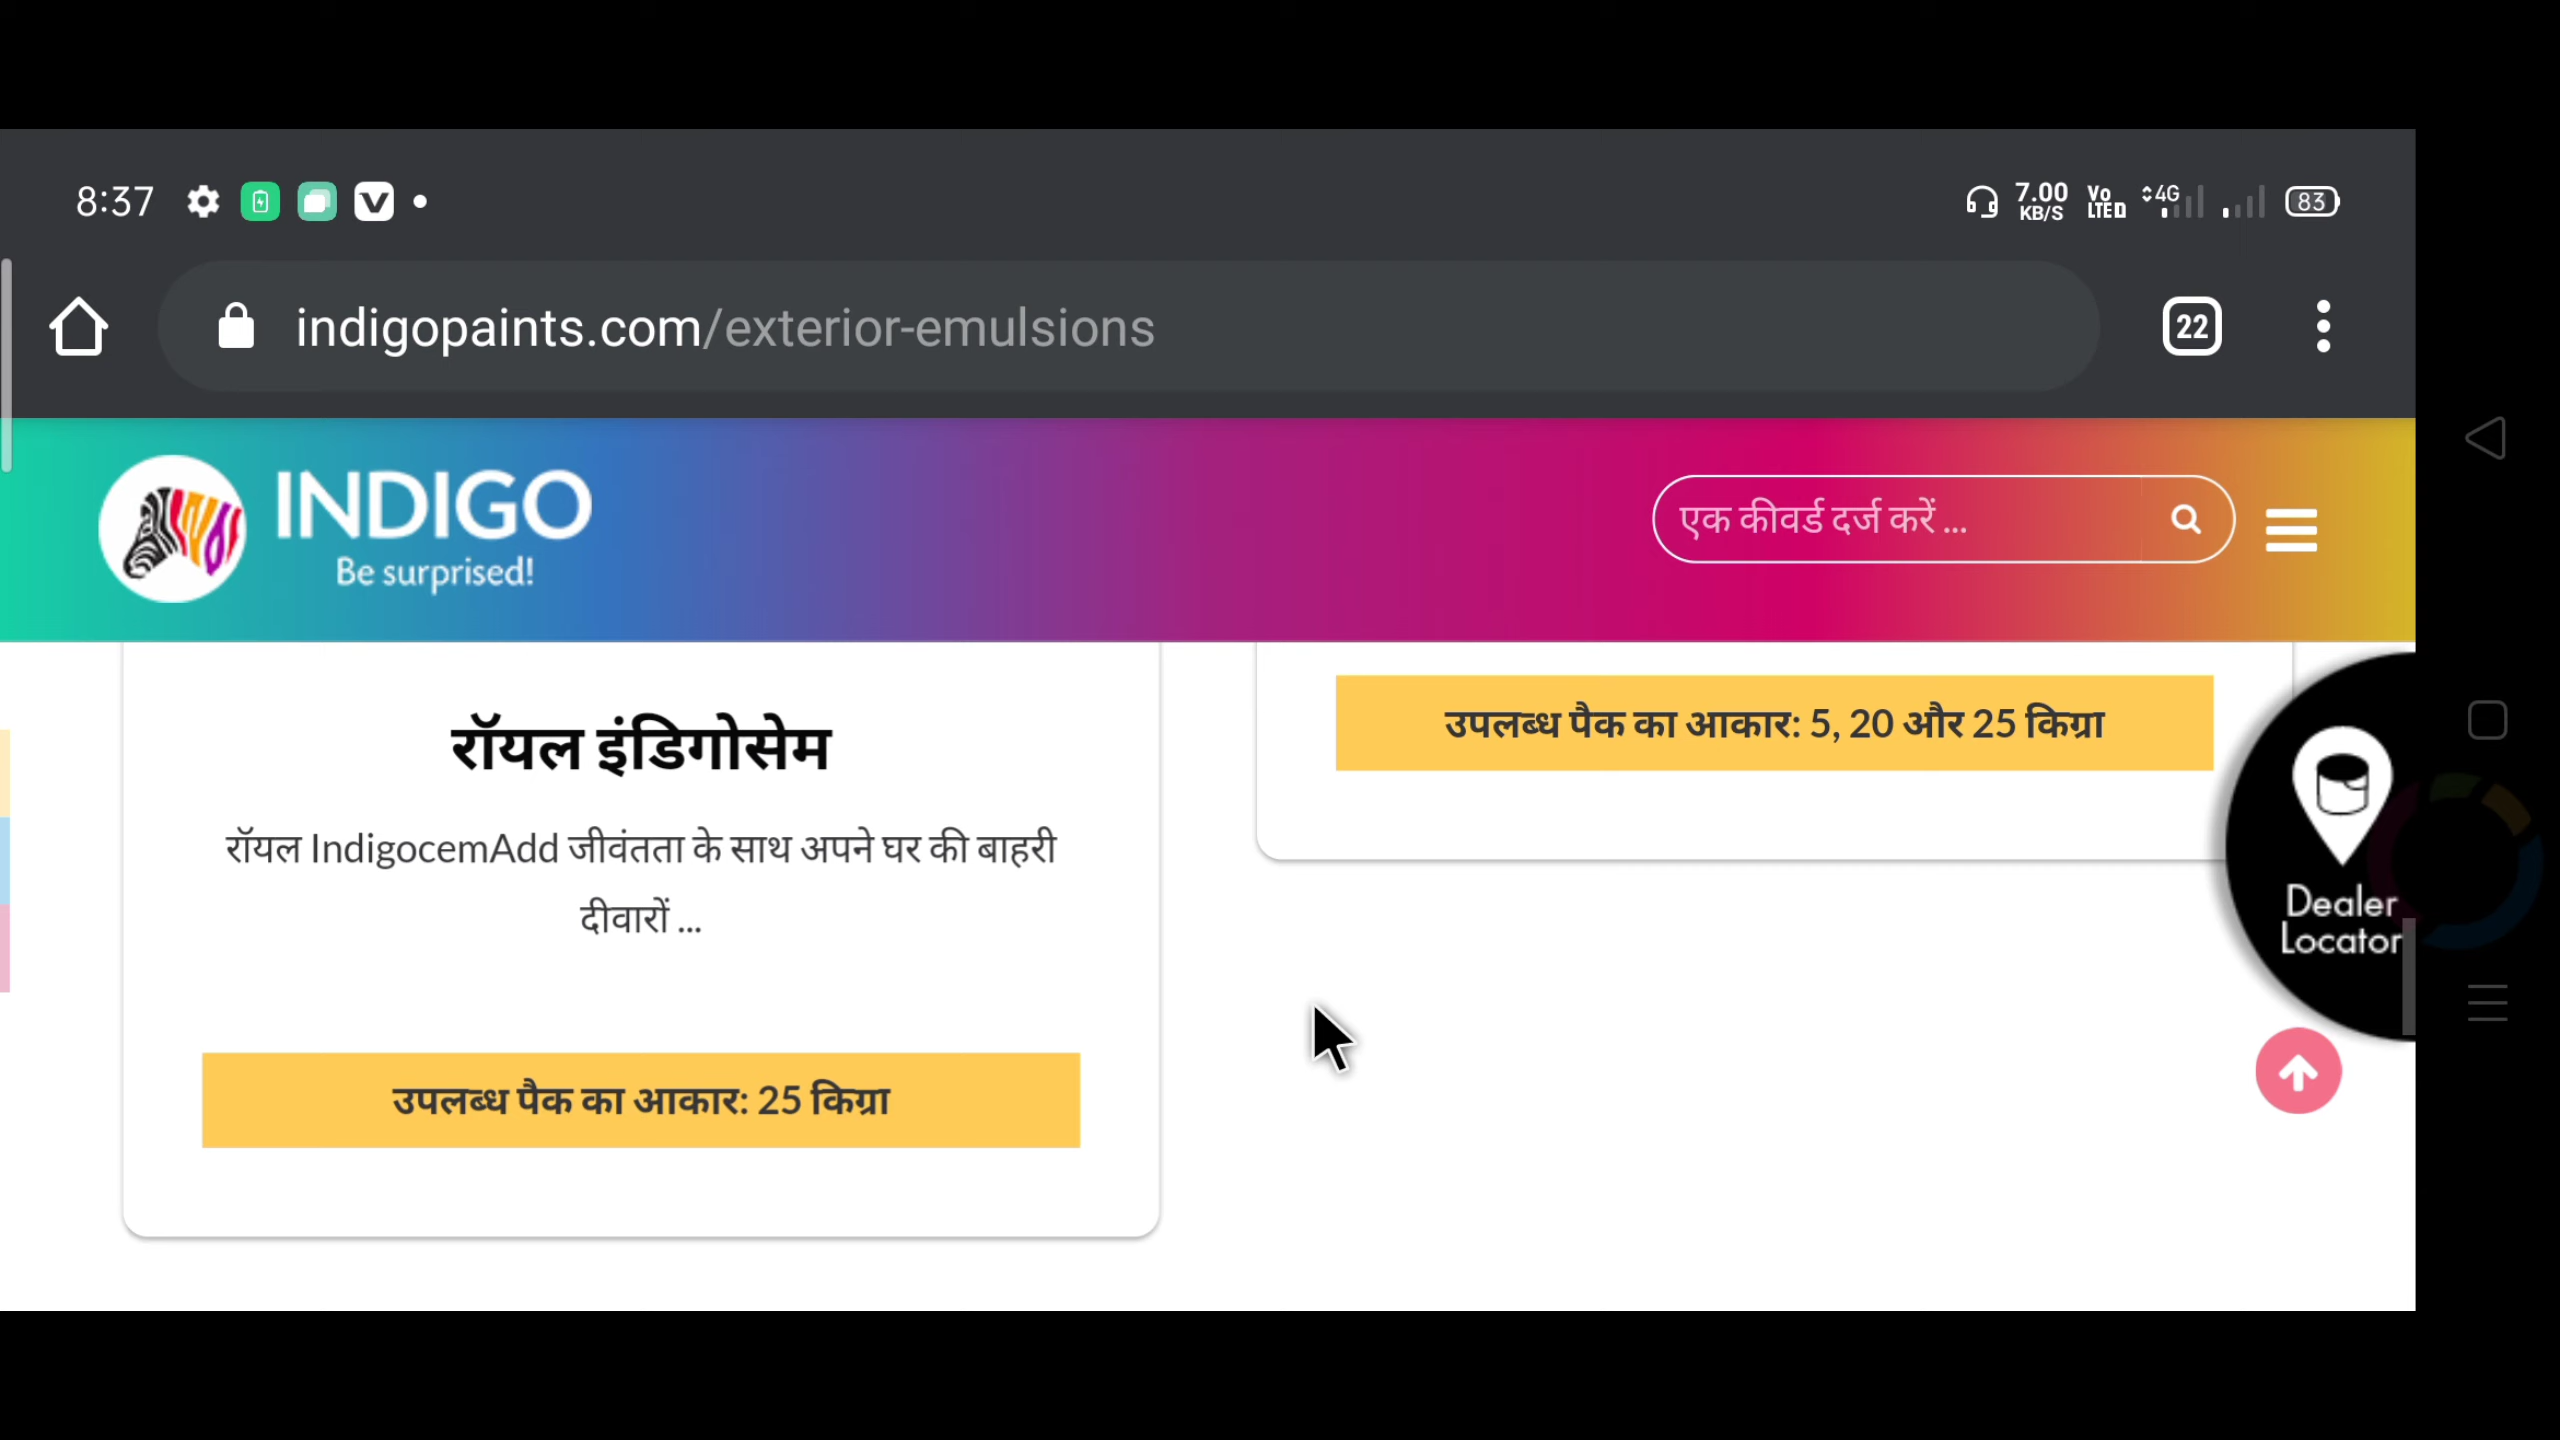 8:37
7.00
KB/S
Vo
LTE
4G
83
indigopaints.com/exterior-emulsions
22
INDIGO
Be surprised!
एक कीवर्ड दर्ज करें ...
रॉयल इंडिगोसेम
रॉयल IndigocemAdd जीवंतता के साथ अपने घर की बाहरी
दीवारों ...
उपलब्ध पैक का आकार: 25 किग्रा
उपलब्ध पैक का आकार: 5, 20 और 25 किग्रा
Dealer
Locator